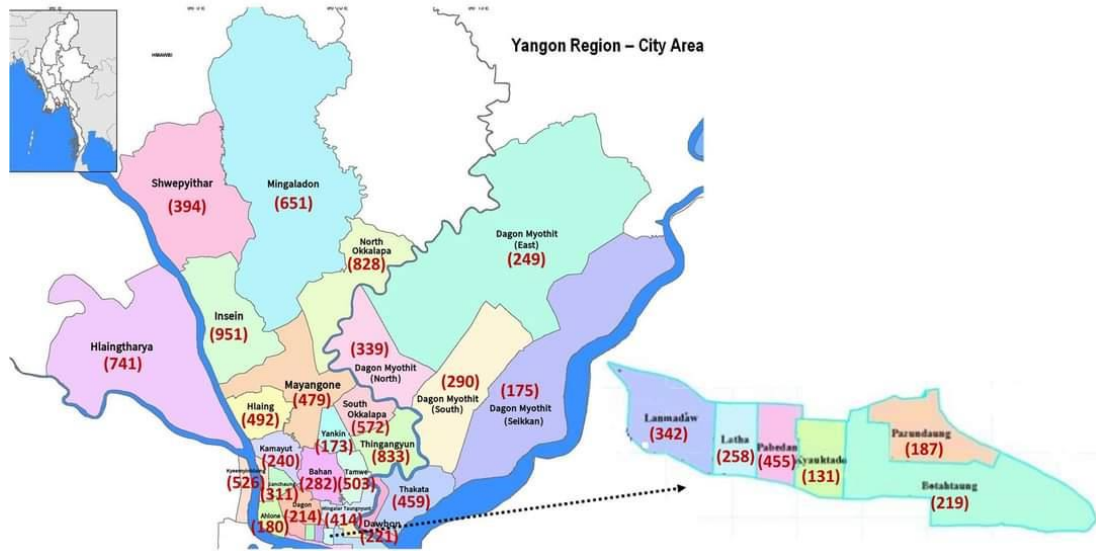 Yangon Region – City Area
Shwepyithar
(394)
Mingaladon
(651)
North
Okkalapa
(828)
Dagon Myothit
(East)
(249)
Insein
(951)
Hlaingtharya
(741)
(339)
Dagon Myothit
(North)
Mayangone
(479)
(290)
Dagon Myothit
(South)
(175)
Dagon Myothit
(Seikkan)
Hlaing
(492)
South
Okkalapa
(572)
Yankin
(173)
Thingangyun
(833)
Kamayut
(240)
Bahan
(282)
Tamwe
(503)
(526)
(311)
Thakata
(459)
Dagon
(214)
Ahlone
(180)
Mingalar Taungnyunt
(414)
Dawbon
(221)
Lanmadaw
(342)
Latha
(258)
Pabedan
(455)
Kyauktada
(131)
Pazundaung
(187)
Botahtaung
(219)